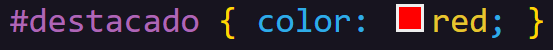 #destacado { color: red; }